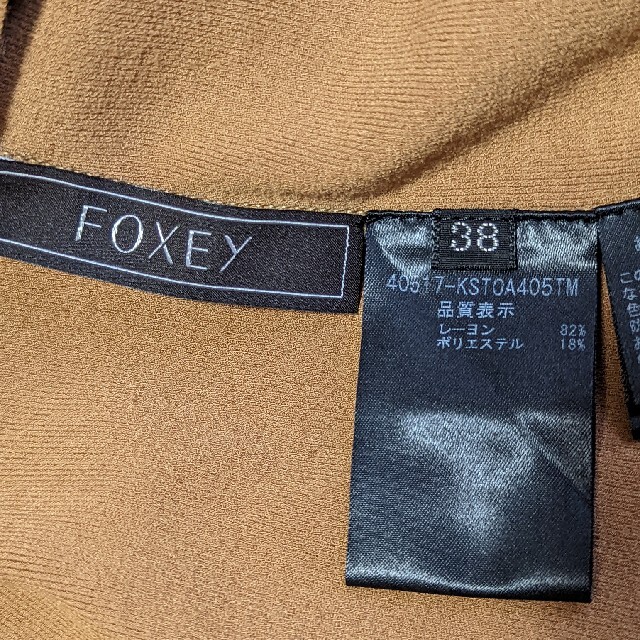 FOXEY
38
40517-KSTOA405TM
品質表示
レーヨン 82%
ポリエステル 18%